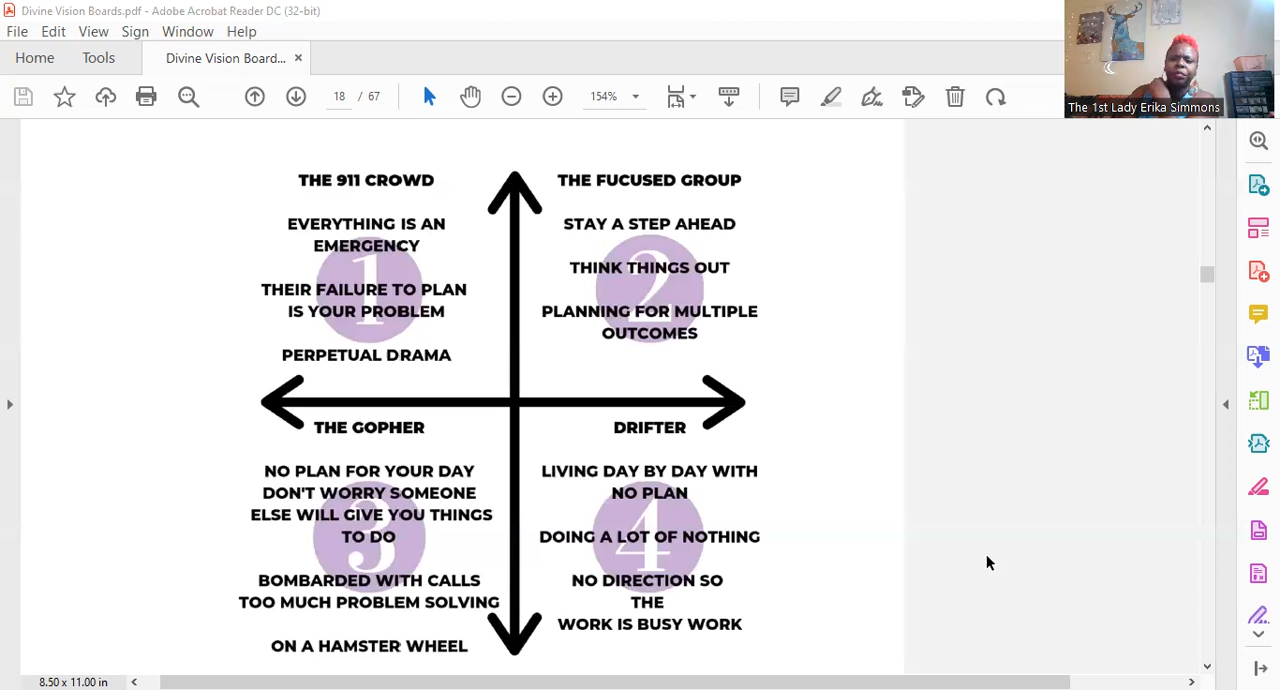 Divine Vision Boards.pdf - Adobe Acrobat Reader DC (32-bit)
File Edit View Sign Window Help
Home Tools Divine Vision Board... ×
18 / 67 154%
The 1st Lady Erika Simmons
THE 911 CROWD
EVERYTHING IS AN
EMERGENCY
THEIR FAILURE TO PLAN
IS YOUR PROBLEM
PERPETUAL DRAMA
1
THE FUCUSED GROUP
STAY A STEP AHEAD
THINK THINGS OUT
PLANNING FOR MULTIPLE
OUTCOMES
2
THE GOPHER
NO PLAN FOR YOUR DAY
DON'T WORRY SOMEONE
ELSE WILL GIVE YOU THINGS
TO DO
BOMBARDED WITH CALLS
TOO MUCH PROBLEM SOLVING
ON A HAMSTER WHEEL
3
DRIFTER
LIVING DAY BY DAY WITH
NO PLAN
DOING A LOT OF NOTHING
NO DIRECTION SO
THE
WORK IS BUSY WORK
4
8.50 x 11.00 in